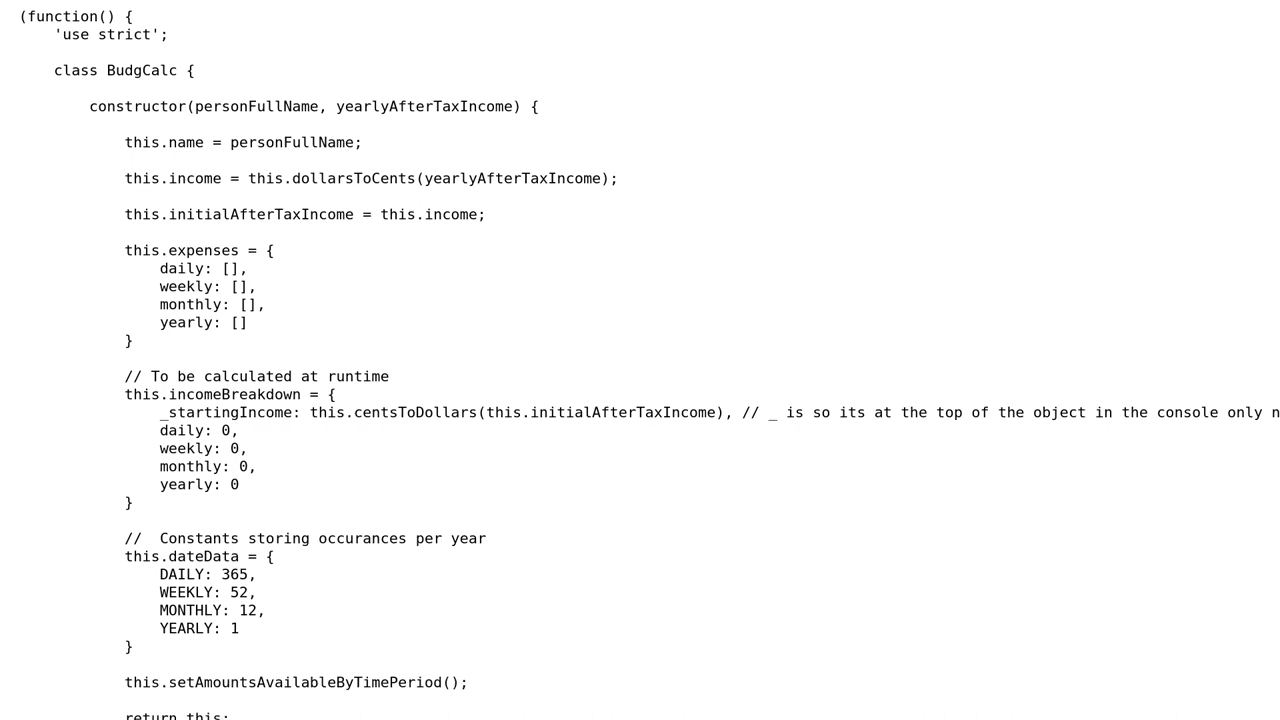 (function() {
'use strict';
class BudgCalc {
constructor(personFullName, yearlyAfterTaxIncome) {
this.name = personFullName;
this.income = this.dollarsToCents(yearlyAfterTaxIncome);
this.initialAfterTaxIncome = this.income;
this.expenses = {
daily: [],
weekly: [],
monthly: [],
yearly: []
}
// To be calculated at runtime
this.incomeBreakdown = {
_startingIncome: this.centsToDollars(this.initialAfterTaxIncome), // _ is so its at the top of the object in the console only n
daily: 0,
weekly: 0,
monthly: 0,
yearly: 0
}
//  Constants storing occurances per year
this.dateData = {
DAILY: 365,
WEEKLY: 52,
MONTHLY: 12,
YEARLY: 1
}
this.setAmountsAvailableByTimePeriod();
return this;